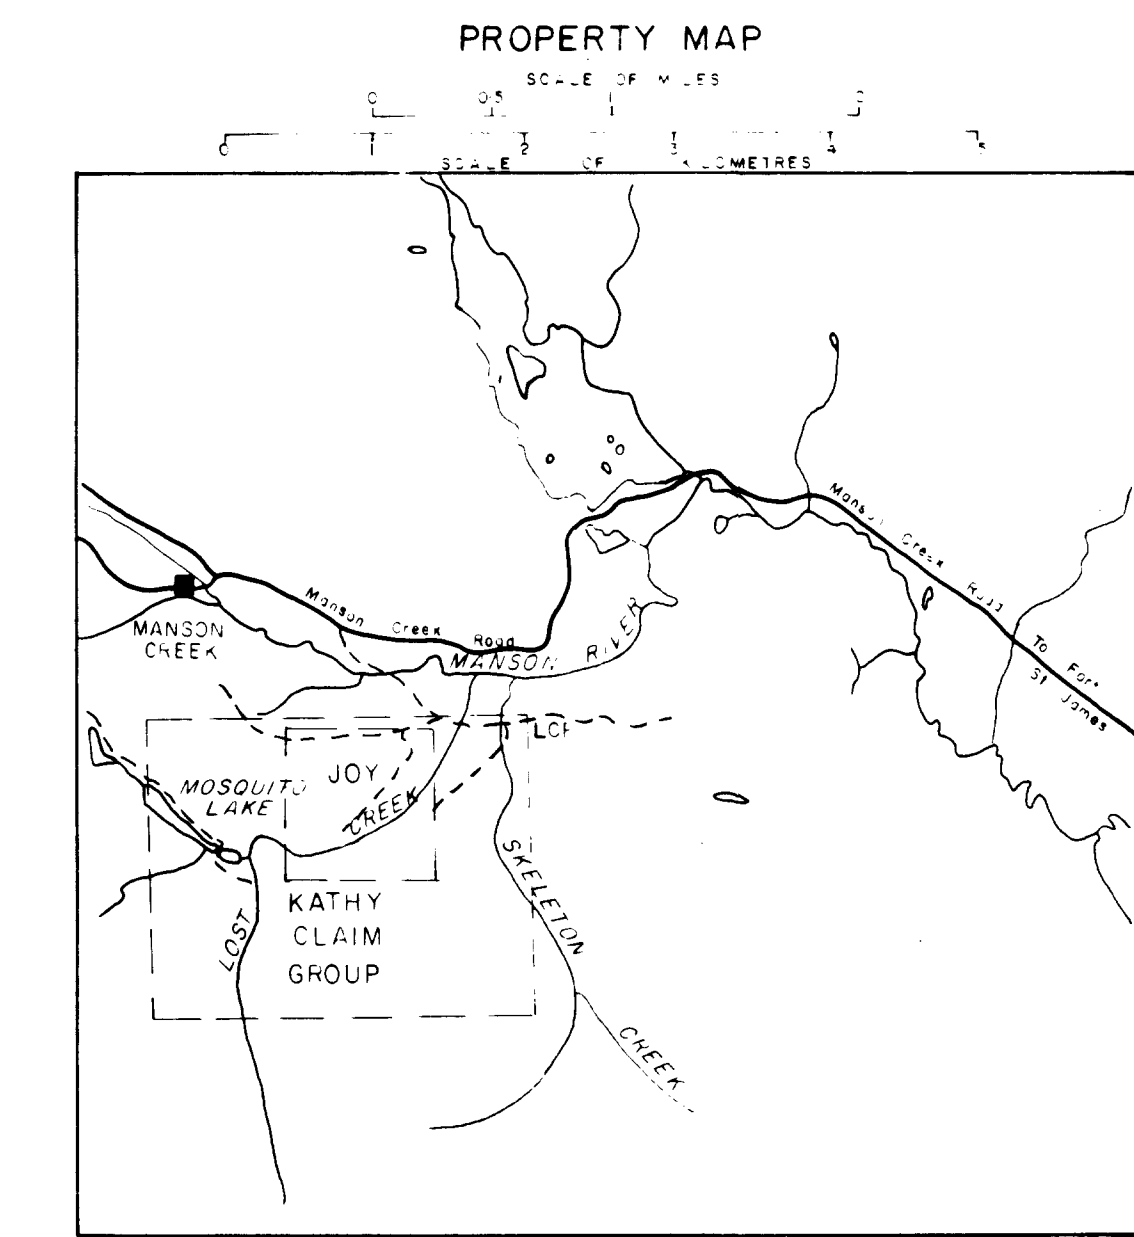 PROPERTY MAP
SCALE OF MILES
0 0.5 1 2
0 1 2 3 4 5
SCALE OF KILOMETRES
Manson Creek Road
To Fort
St James
Manson Creek Road
MANSON
CREEK
MANSON RIVER
LCP
JOY
MOSQUITO
LAKE
LOST CREEK
KATHY
CLAIM
GROUP
SKELETON CREEK